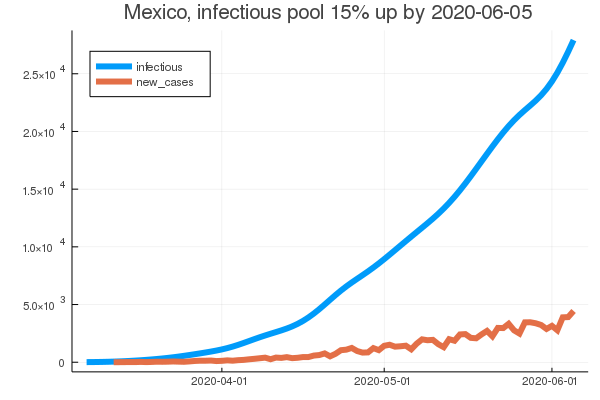 Mexico, infectious pool 15% up by 2020-06-05
infectious
new_cases
2.5×10⁴
2.0×10⁴
1.5×10⁴
1.0×10⁴
5.0×10³
0
2020-04-01 2020-05-01 2020-06-01